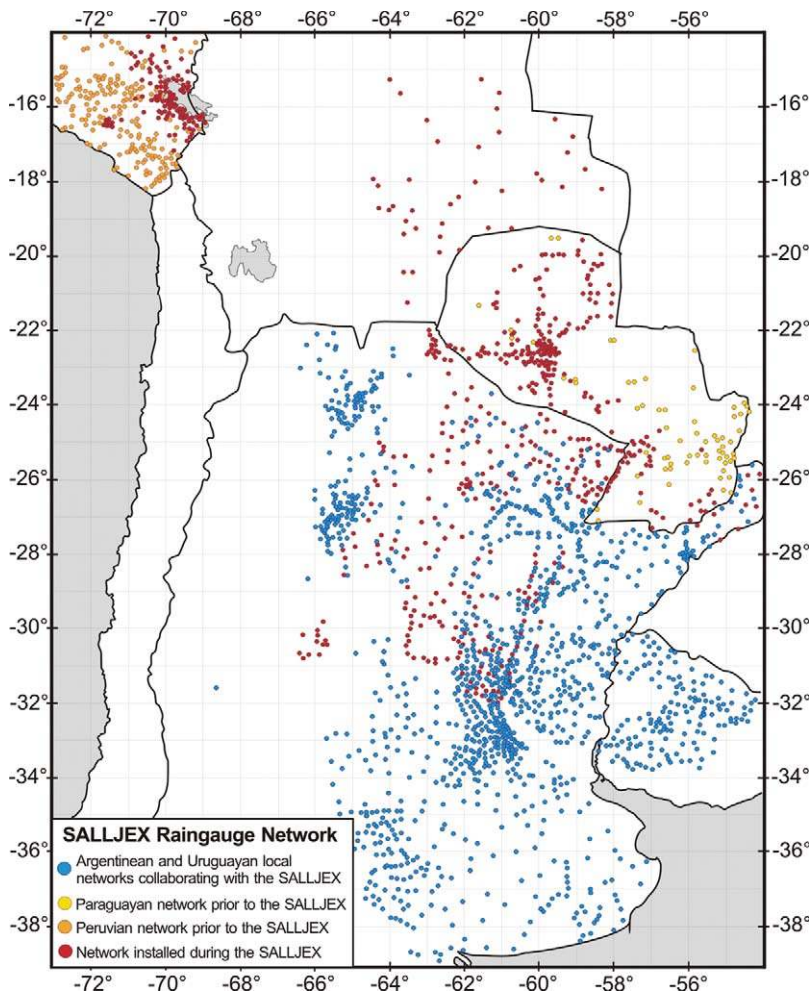 -72° -70° -68° -66° -64° -62° -60° -58° -56°
-16° -16°
-18° -18°
-20° -20°
-22° -22°
-24° -24°
-26° -26°
-28° -28°
-30° -30°
-32° -32°
-34° -34°
-36°
-38°
SALLJEX Raingauge Network
Argentinean and Uruguayan local
networks collaborating with the SALLJEX
Paraguayan network prior to the SALLJEX
Peruvian network prior to the SALLJEX
Network installed during the SALLJEX
-36°
-38°
-72° -70° -68° -66° -64° -62° -60° -58° -56°